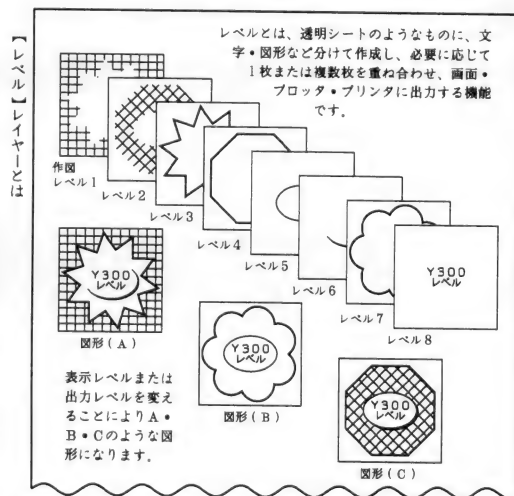 【レベル】レイヤーとは
レベルとは、透明シートのようなものに、文
字・図形など分けて作成し、必要に応じて
1枚または複数枚を重ね合わせ、画面・
プロッタ・プリンタに出力する機能
です。
作図
レベル1
レベル2
レベル3
レベル4
レベル5
レベル6
レベル7
Y300
レベル
レベル8
Y300
レベル
図形(A)
Y300
レベル
図形(B)
Y300
レベル
図形(C)
表示レベルまたは
出力レベルを変え
ることによりA・
B・Cのような図
形になります。